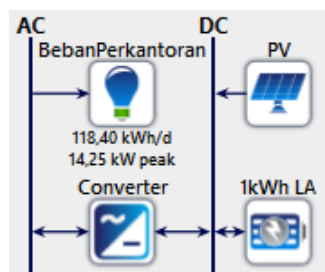 AC
DC
BebanPerkantoran
PV
118,40 kWh/d
14,25 kW peak
Converter
1kWh LA